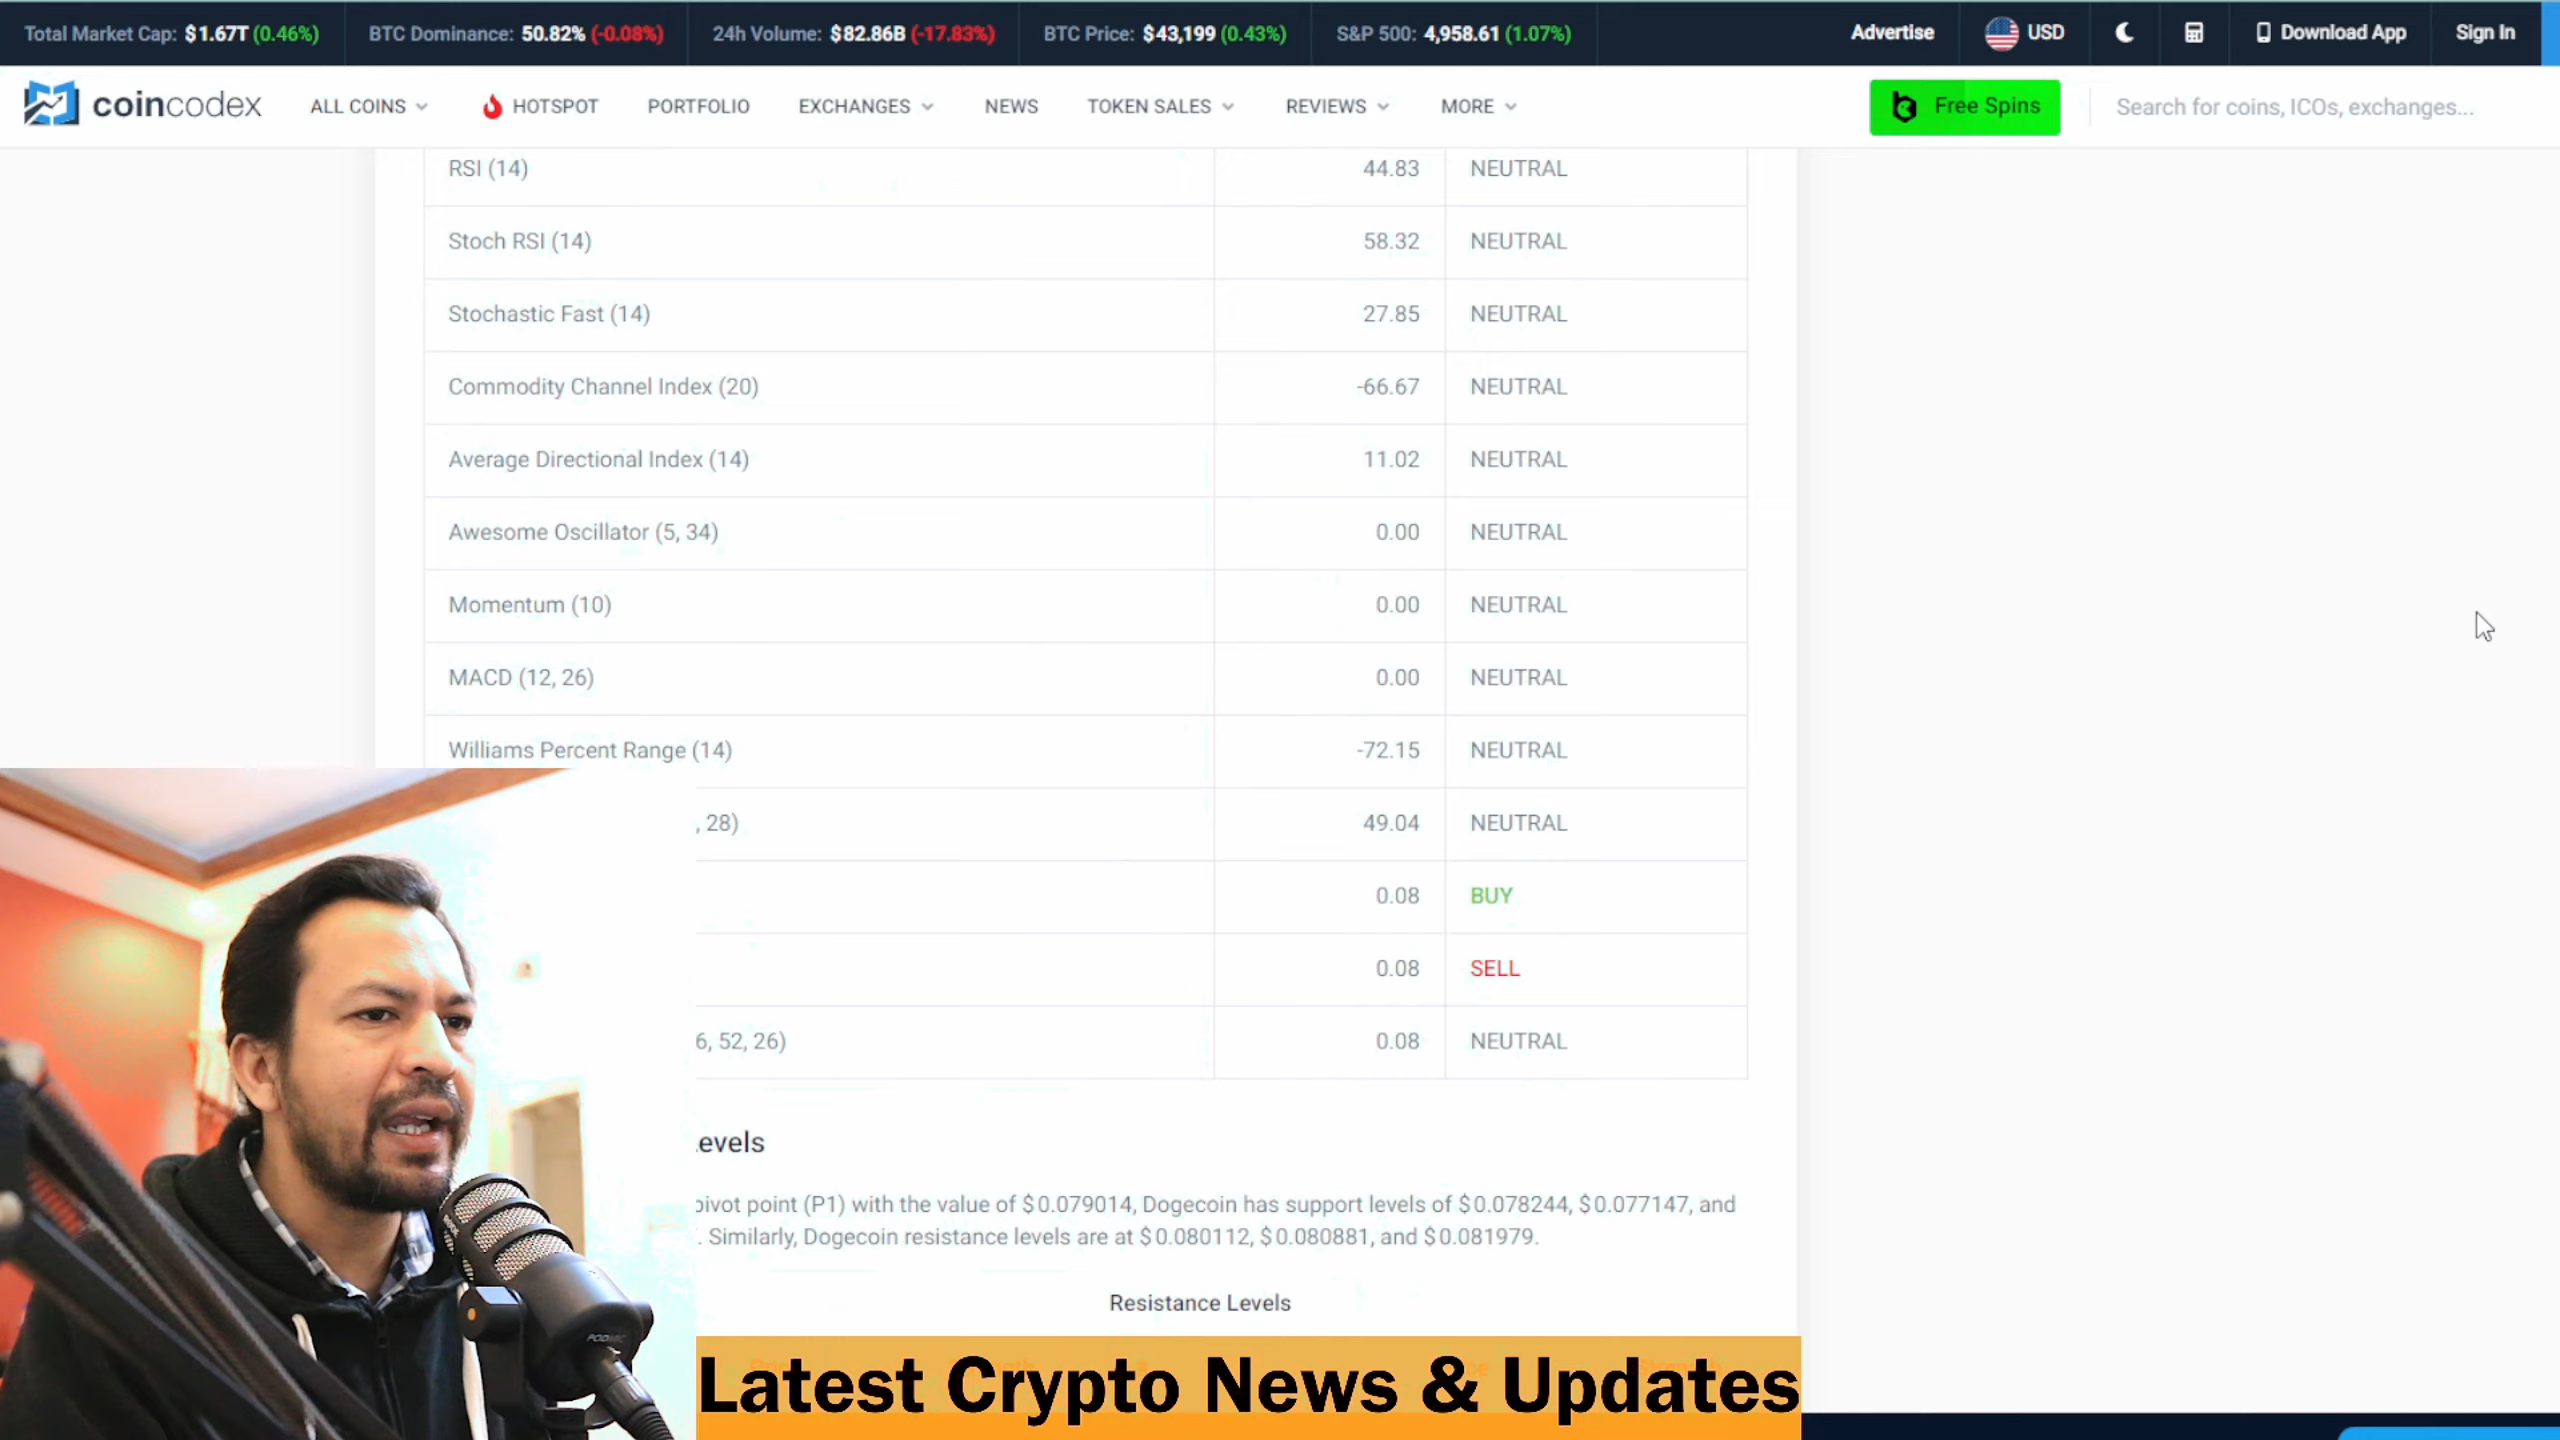 Total Market Cap: $1.67T (0.46%) BTC Dominance: 50.82% (-0.08%) 24h Volume: $82.86B (-17.83%) BTC Price: $43,199 (0.43%) S&P 500: 4,958.61 (1.07%) Advertise USD Download App Sign In
coincodex ALL COINS HOTSPOT PORTFOLIO EXCHANGES NEWS TOKEN SALES REVIEWS MORE Free Spins Search for coins, ICOs, exchanges...
RSI (14) 44.83 NEUTRAL
Stoch RSI (14) 58.32 NEUTRAL
Stochastic Fast (14) 27.85 NEUTRAL
Commodity Channel Index (20) -66.67 NEUTRAL
Average Directional Index (14) 11.02 NEUTRAL
Awesome Oscillator (5, 34) 0.00 NEUTRAL
Momentum (10) 0.00 NEUTRAL
MACD (12, 26) 0.00 NEUTRAL
Williams Percent Range (14) -72.15 NEUTRAL
, 28) 49.04 NEUTRAL
0.08 BUY
0.08 SELL
6, 52, 26) 0.08 NEUTRAL
evels
pivot point (P1) with the value of $0.079014, Dogecoin has support levels of $0.078244, $0.077147, and
. Similarly, Dogecoin resistance levels are at $0.080112, $0.080881, and $0.081979.
Resistance Levels
Latest Crypto News & Updates
PODMIC